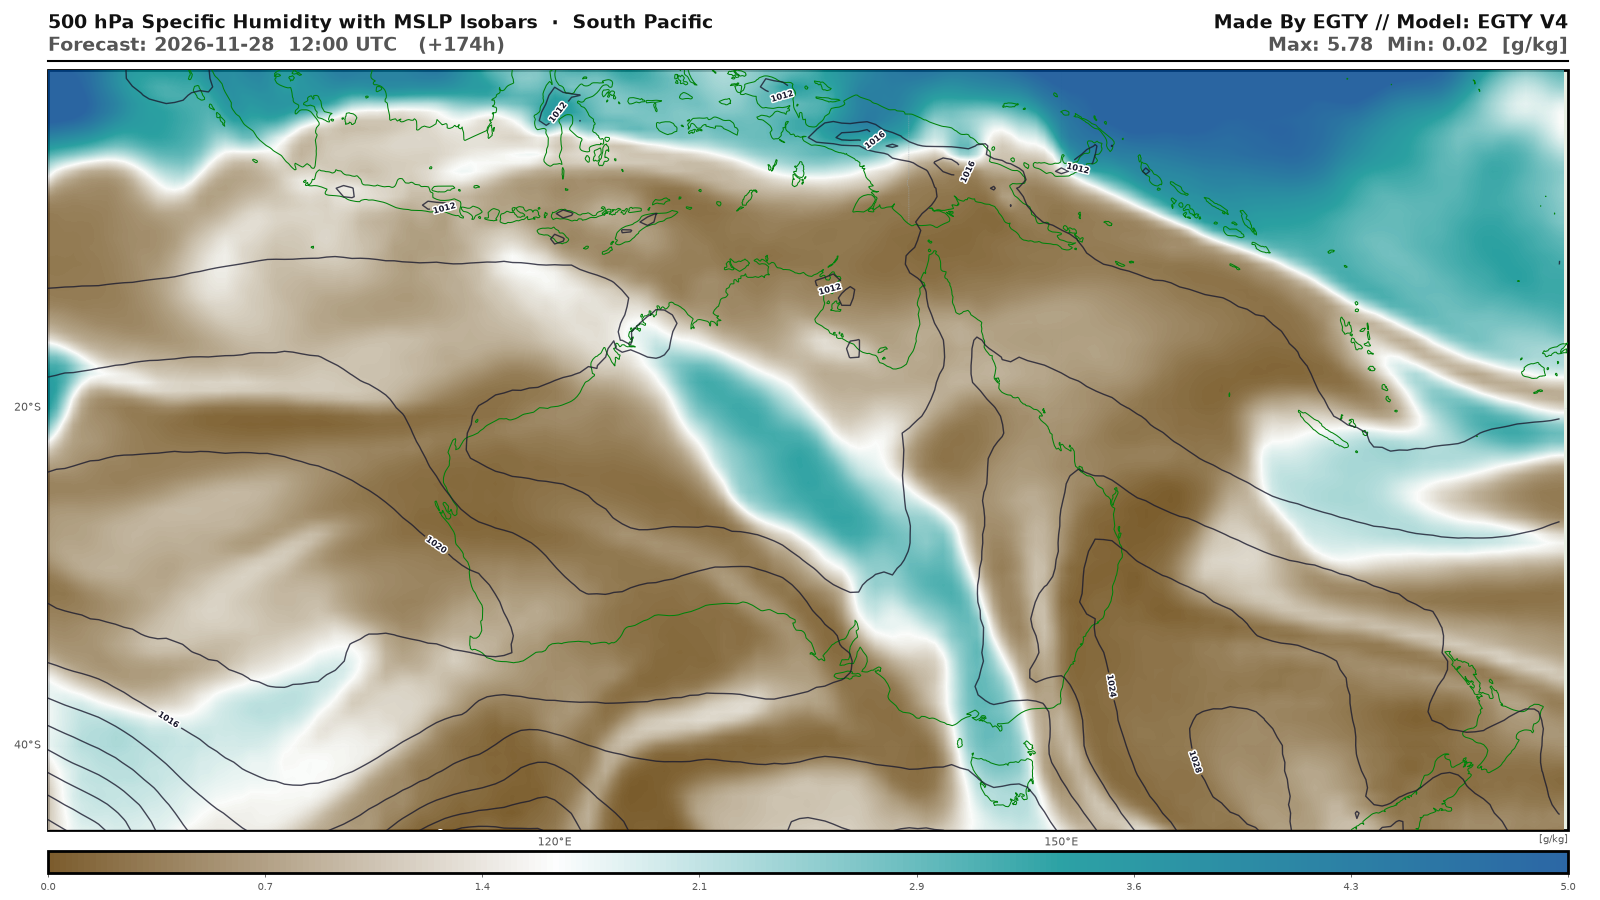 500 hPa Specific Humidity with MSLP Isobars · South Pacific
Made By EGTY // Model: EGTY V4
Forecast: 2026-11-28 12:00 UTC (+174h)
Max: 5.78 Min: 0.02 [g/kg]
1012
1012
1016
1016
1012
1012
1012
20°S
1020
1024
1016
40°S
1028
120°E
150°E
[g/kg]
0.0
0.7
1.4
2.1
2.9
3.6
4.3
5.0